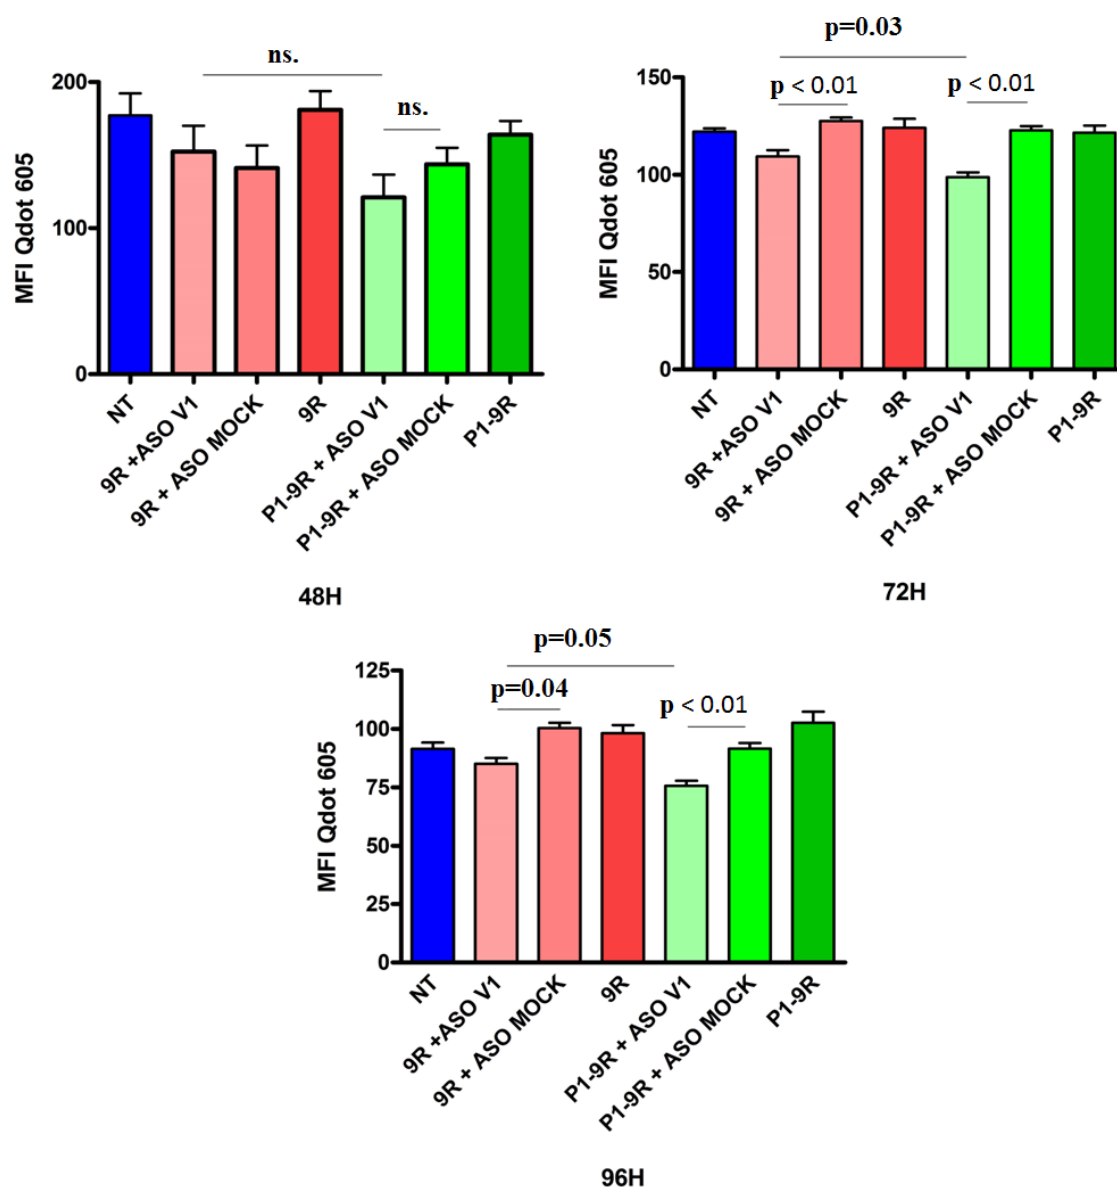 ns.
ns.
200
100
0
MFI Qdot 605
NT
9R +ASO V1
9R + ASO MOCK
9R
P1-9R + ASO V1
P1-9R + ASO MOCK
P1-9R
48H
p=0.03
p < 0.01
p < 0.01
150
100
50
0
MFI Qdot 605
NT
9R +ASO V1
9R + ASO MOCK
9R
P1-9R + ASO V1
P1-9R + ASO MOCK
P1-9R
72H
p=0.05
p=0.04
p < 0.01
125
100
75
50
25
0
MFI Qdot 605
NT
9R +ASO V1
9R + ASO MOCK
9R
P1-9R + ASO V1
P1-9R + ASO MOCK
P1-9R
96H